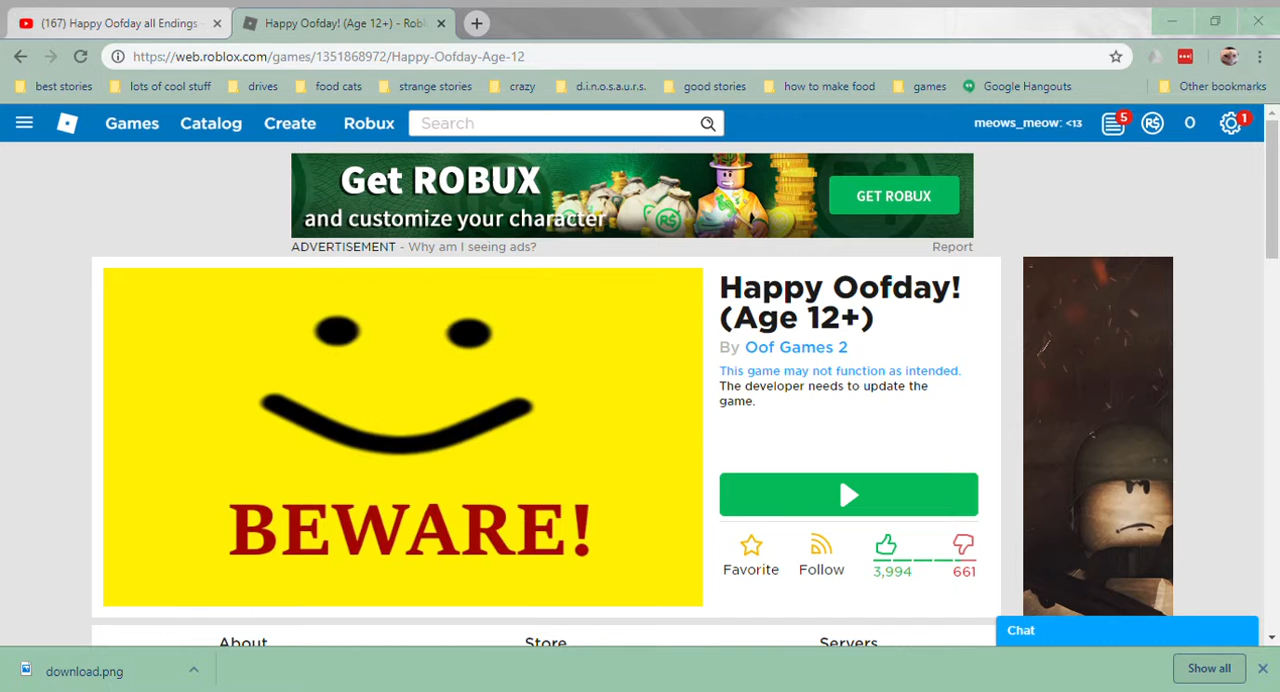 (167) Happy Oofday all Endings
Happy Oofday! (Age 12+) - Rob
https://web.roblox.com/games/1351868972/Happy-Oofday-Age-12
best stories
lots of cool stuff
drives
food cats
strange stories
crazy
d.i.n.o.s.a.u.r.s.
good stories
how to make food
games
Google Hangouts
Other bookmarks
Games
Catalog
Create
Robux
Search
meows_meow: <13
5
R$
0
1
Get ROBUX
and customize your character
R$
GET ROBUX
ADVERTISEMENT - Why am I seeing ads?
Report
BEWARE!
Happy Oofday!
(Age 12+)
By Oof Games 2
This game may not function as intended.
The developer needs to update the
game.
Favorite
Follow
3,994
661
About
Store
Servers
Chat
download.png
Show all